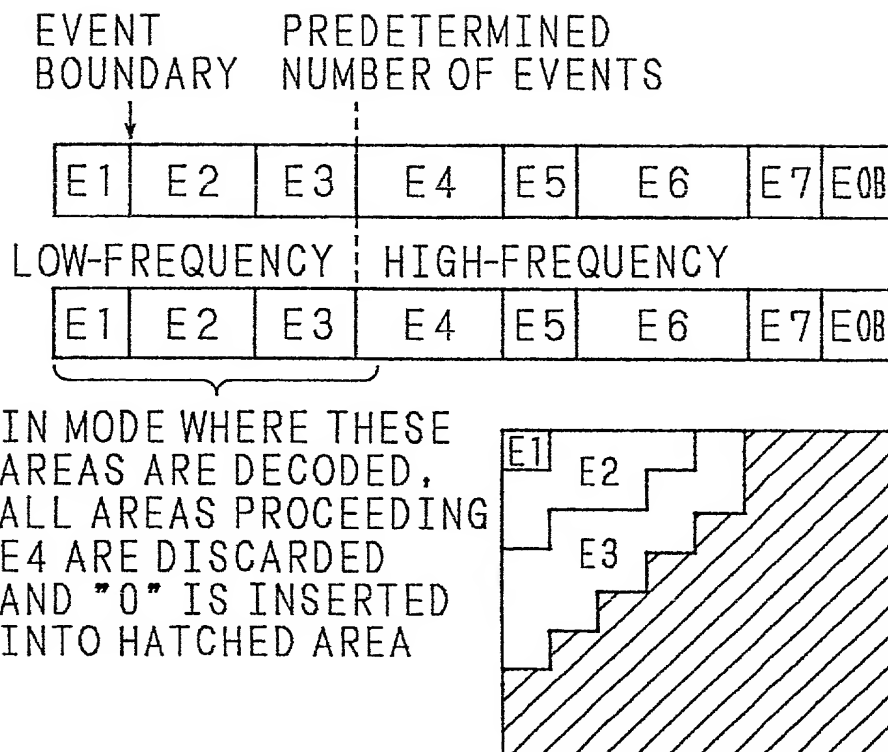 EVENT PREDETERMINED
BOUNDARY NUMBER OF EVENTS
E1 E2 E3 E4 E5 E6 E7 EOB
LOW-FREQUENCY HIGH-FREQUENCY
E1 E2 E3 E4 E5 E6 E7 EOB
IN MODE WHERE THESE
AREAS ARE DECODED,
ALL AREAS PROCEEDING
E4 ARE DISCARDED
AND "0" IS INSERTED
INTO HATCHED AREA
E1
E2
E3